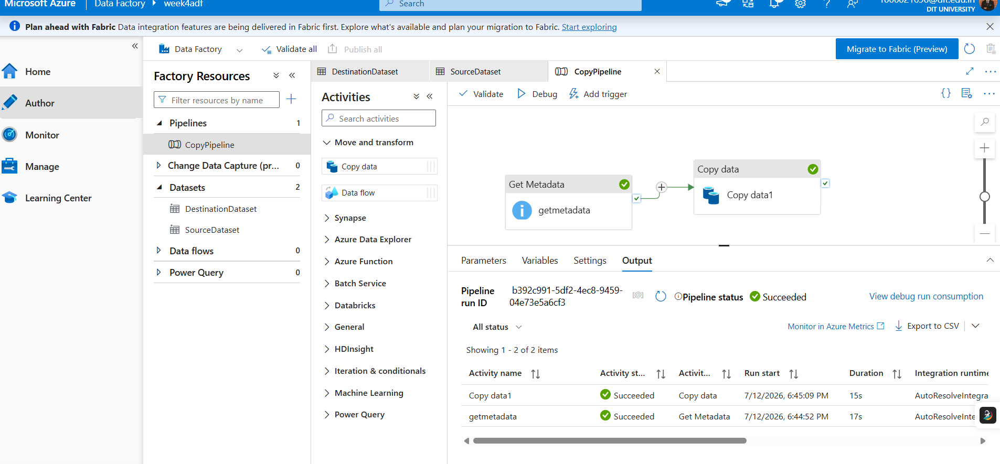 Microsoft Azure
Data Factory
week4adf
Search
DIT UNIVERSITY
Plan ahead with Fabric Data integration features are being delivered in Fabric first. Explore what's available and plan your migration to Fabric. Start exploring
Home
Author
Monitor
Manage
Learning Center
Data Factory
Validate all
Publish all
Migrate to Fabric (Preview)
Factory Resources
Filter resources by name
Pipelines 1
CopyPipeline
Change Data Capture (pr... 0
Datasets 2
DestinationDataset
SourceDataset
Data flows 0
Power Query 0
DestinationDataset
SourceDataset
CopyPipeline
Activities
Search activities
Move and transform
Copy data
Data flow
Synapse
Azure Data Explorer
Azure Function
Batch Service
Databricks
General
HDInsight
Iteration & conditionals
Machine Learning
Power Query
Validate
Debug
Add trigger
Get Metadata
getmetadata
Copy data
Copy data1
Parameters
Variables
Settings
Output
Pipeline run ID
b392c991-5df2-4ec8-9459-
04e73e5a6cf3
Pipeline status
Succeeded
View debug run consumption
All status
Monitor in Azure Metrics
Export to CSV
Showing 1 - 2 of 2 items
Activity name Activity st... Activit... Run start Duration Integration runtime
Copy data1 Succeeded Copy data 7/12/2026, 6:45:09 PM 15s AutoResolveIntegra
getmetadata Succeeded Get Metadata 7/12/2026, 6:44:52 PM 17s AutoResolveInte